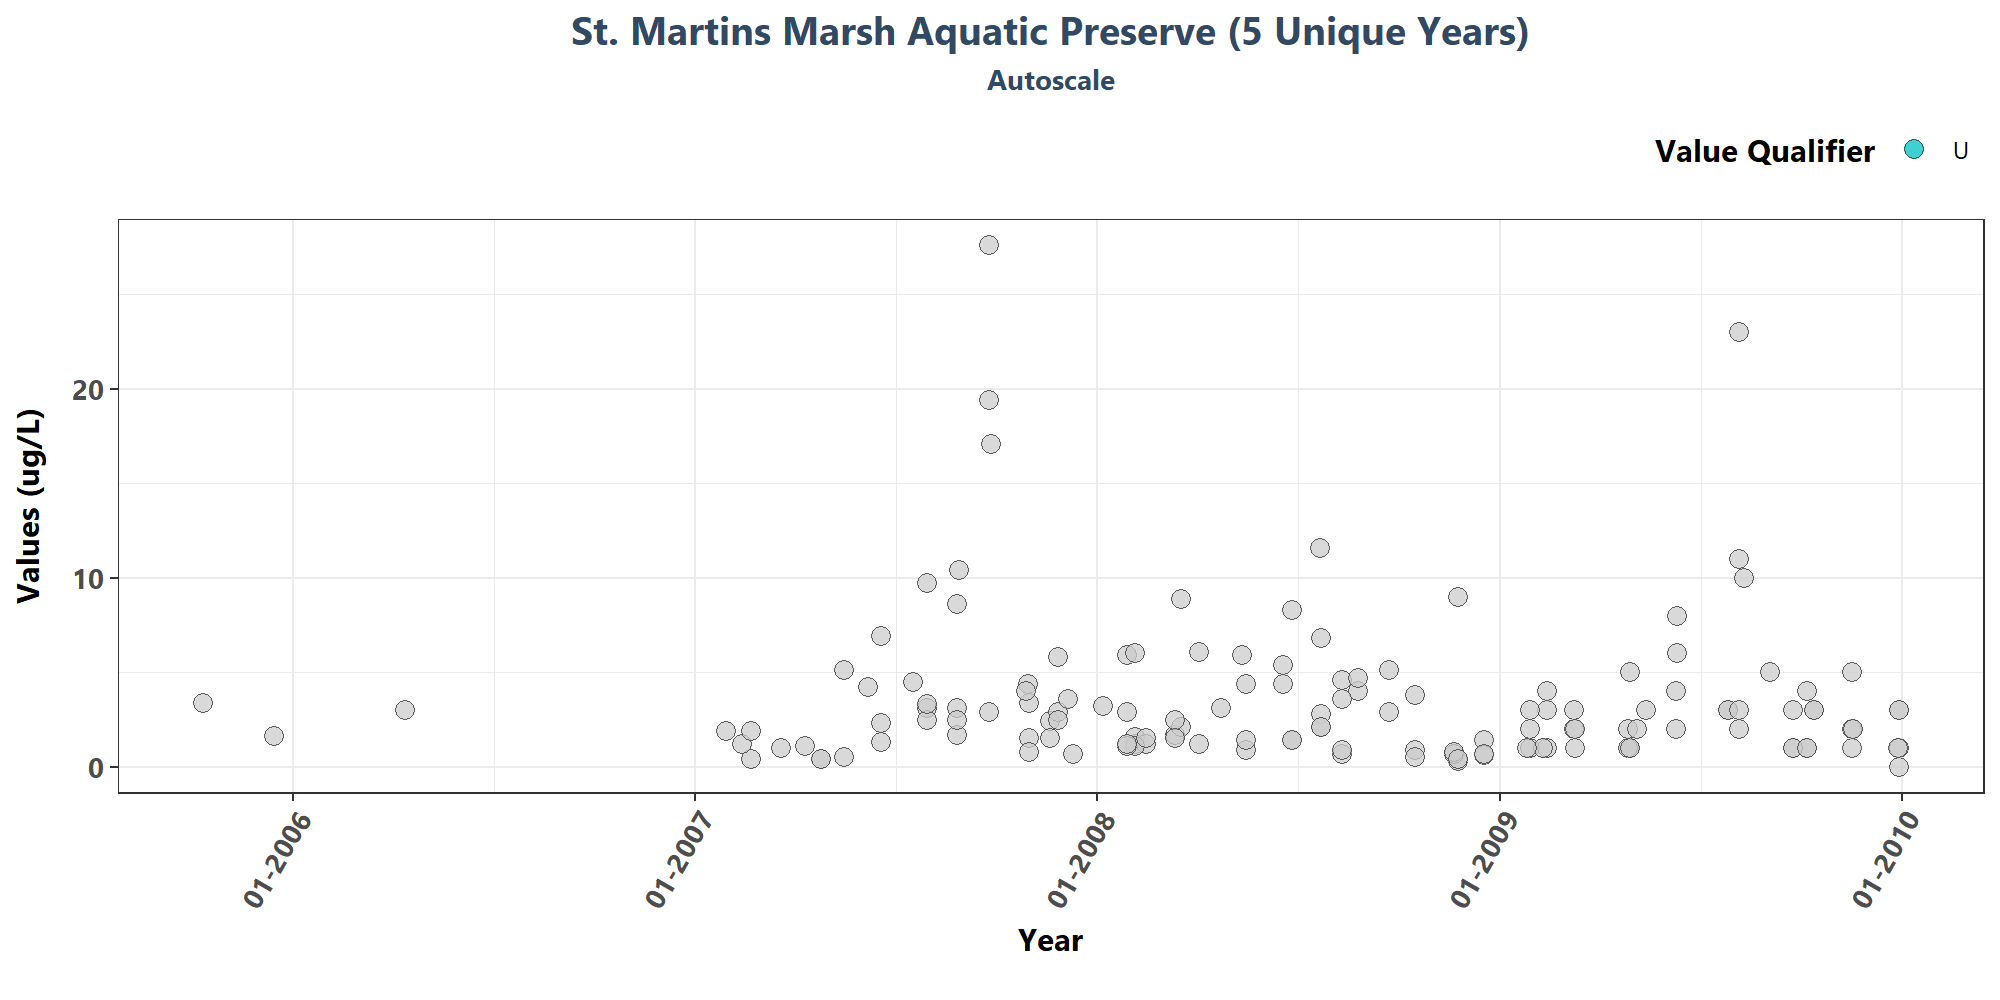 St. Martins Marsh Aquatic Preserve (5 Unique Years)
Autoscale
Value Qualifier U
Values (ug/L)
20
10
0
01-2006 01-2007 01-2008 01-2009 01-2010
Year